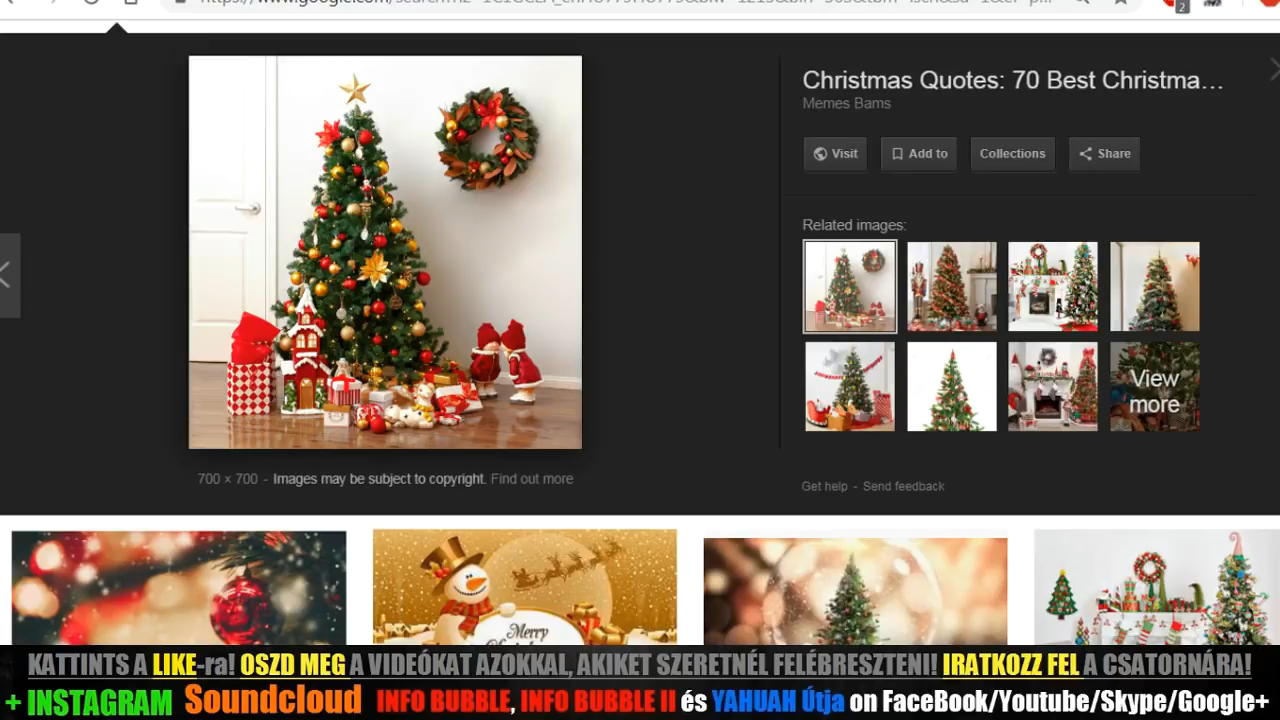 2
Christmas Quotes: 70 Best Christma...
Memes Bams
Visit
Add to
Collections
Share
Related images:
View
more
700 × 700 - Images may be subject to copyright. Find out more
Get help - Send feedback
Merry
KATTINTS A LIKE-ra! OSZD MEG A VIDEÓKAT AZOKKAL, AKIKET SZERETNÉL FELÉBRESZTENI! IRATKOZZ FEL A CSATORNÁRA!
+ INSTAGRAM Soundcloud INFO BUBBLE, INFO BUBBLE II és YAHUAH Útja on FaceBook/Youtube/Skype/Google+